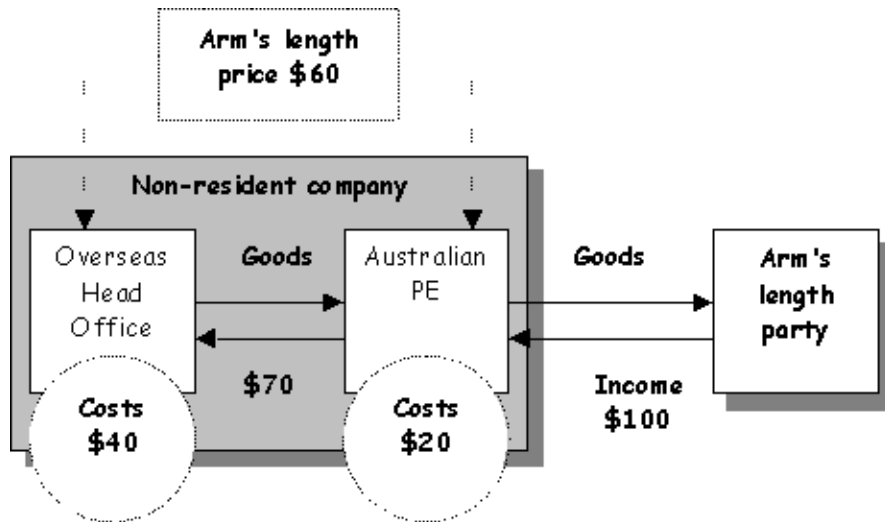 Arm's length
price $60
Non-resident company
Overseas
Head
Office
Goods
$70
Australian
PE
Goods
Income
$100
Arm's
length
party
Costs
$40
Costs
$20